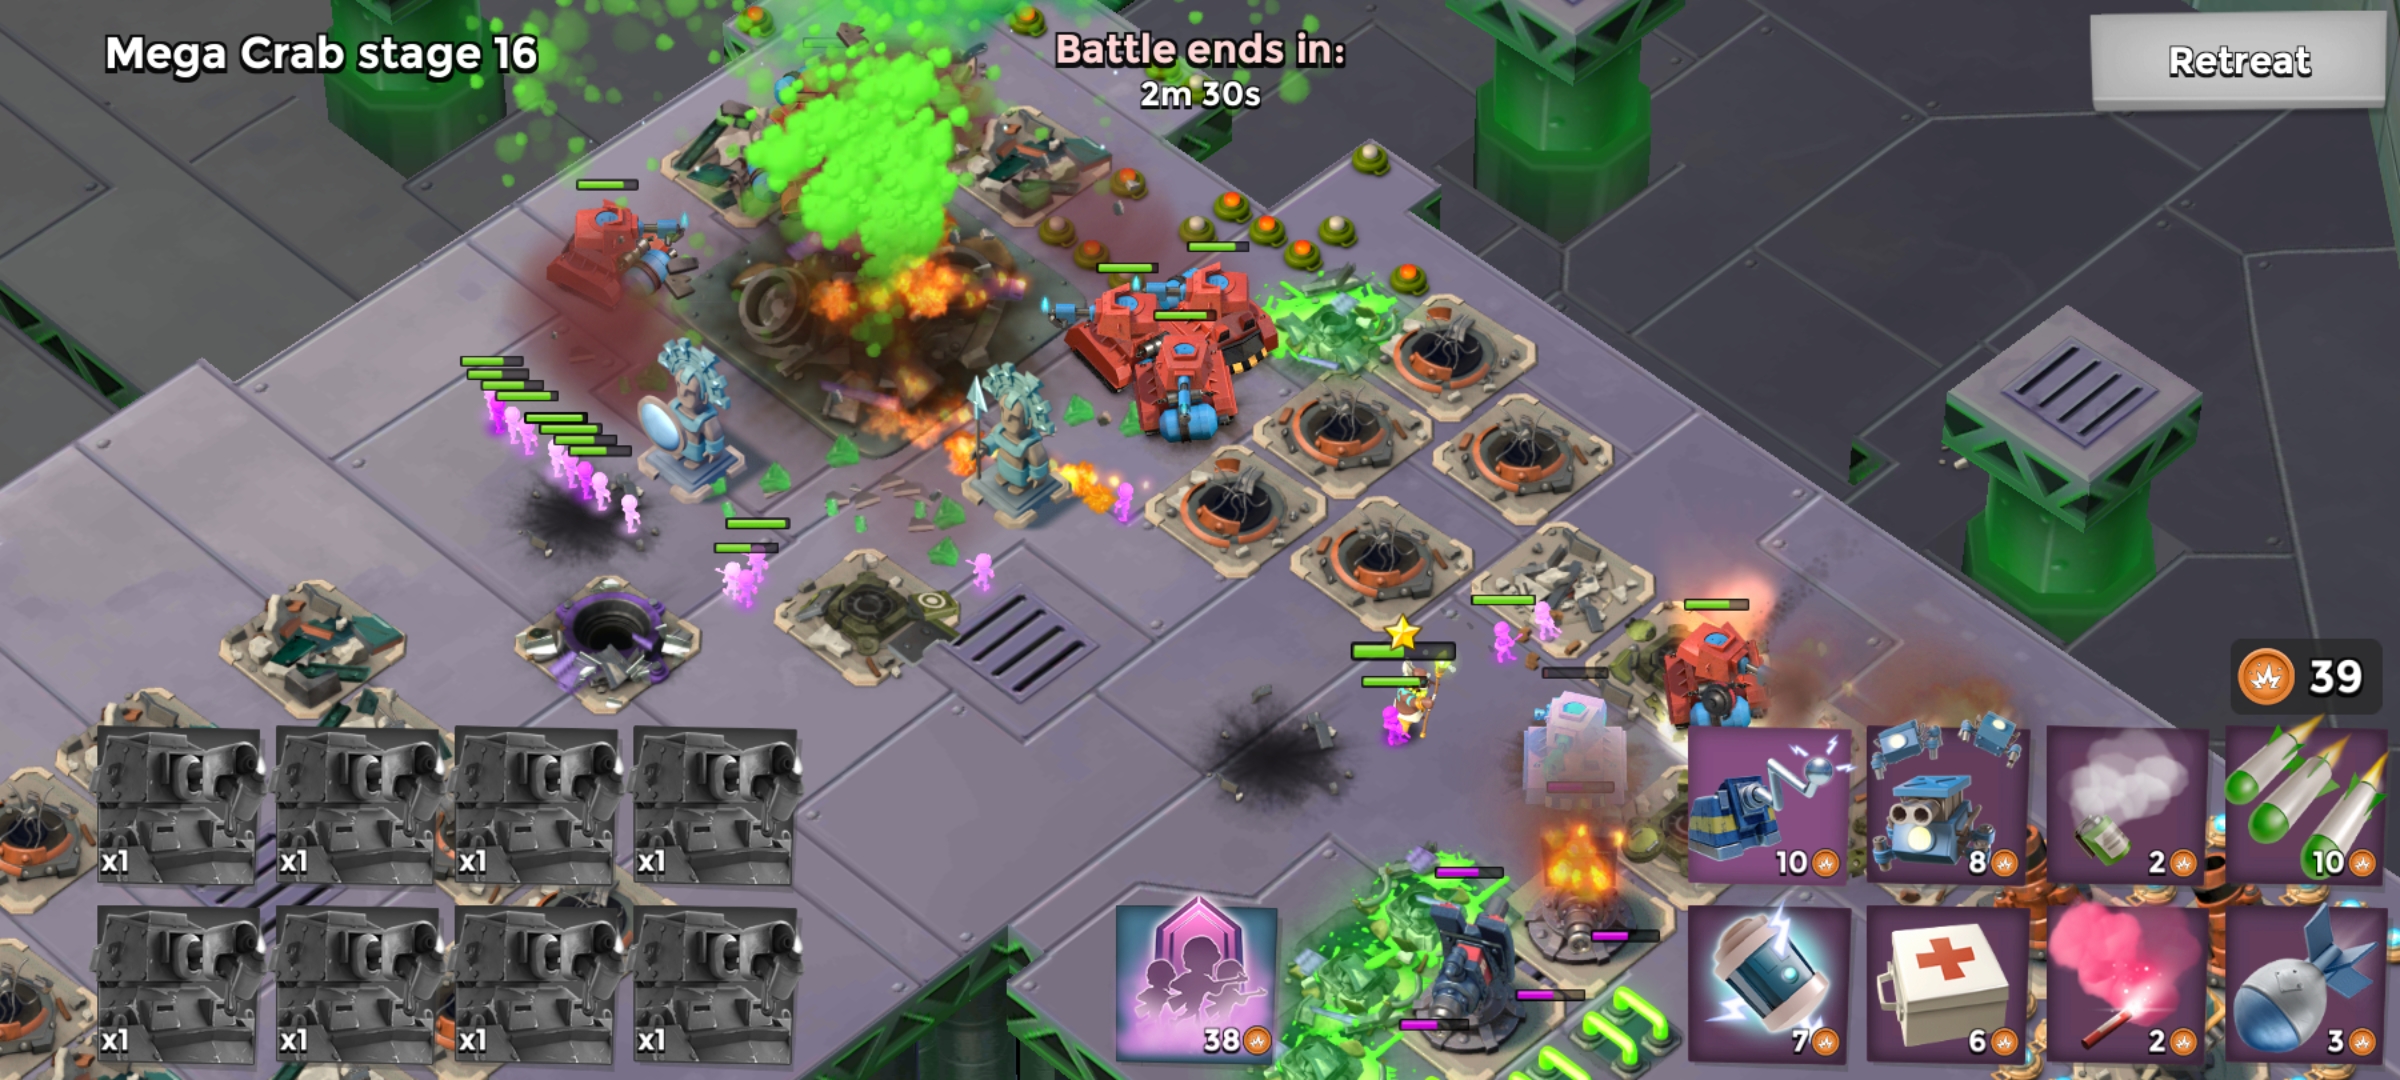 Mega Crab stage 16
Battle ends in:
2m 30s
Retreat
39
x1
x1
x1
x1
10
8
2
10
x1
x1
x1
x1
38
7
6
2
3